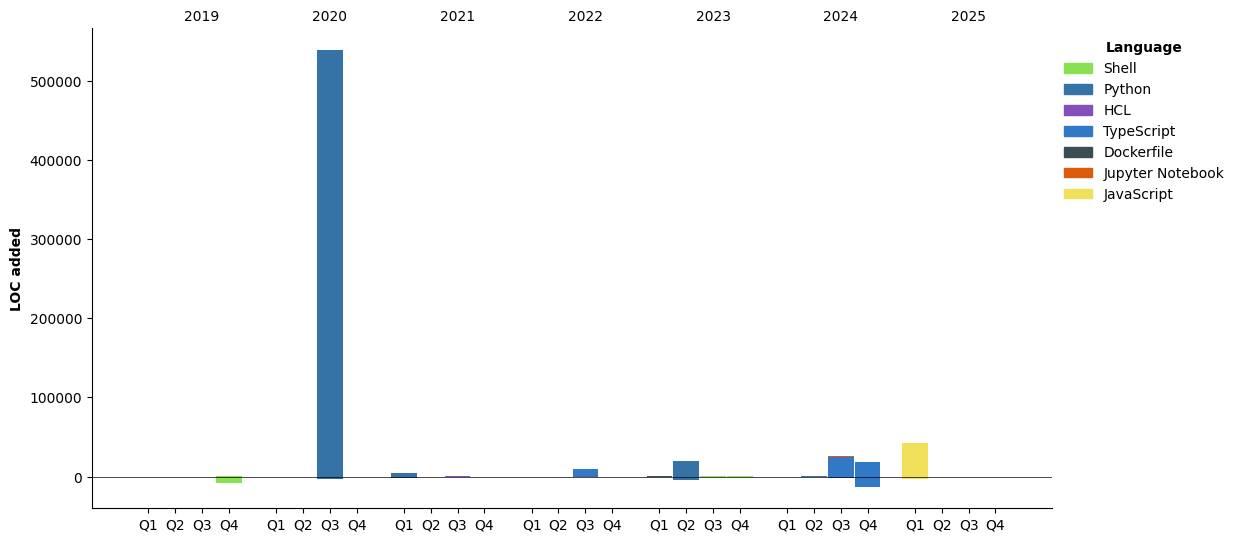 2019 2020 2021 2022 2023 2024 2025
Language
Shell
Python
HCL
TypeScript
Dockerfile
Jupyter Notebook
JavaScript
LOC added
500000
400000
300000
200000
100000
0
Q1 Q2 Q3 Q4 Q1 Q2 Q3 Q4 Q1 Q2 Q3 Q4 Q1 Q2 Q3 Q4 Q1 Q2 Q3 Q4 Q1 Q2 Q3 Q4 Q1 Q2 Q3 Q4